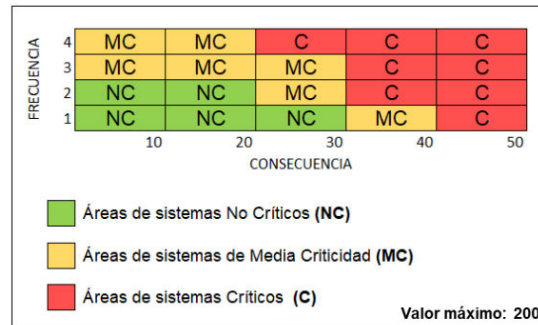 FRECUENCIA
4 MC MC C C C
3 MC MC MC C C
2 NC NC MC C C
1 NC NC NC MC C
10 20 30 40 50
CONSECUENCIA
Áreas de sistemas No Críticos (NC)
Áreas de sistemas de Media Criticidad (MC)
Áreas de sistemas Críticos (C)
Valor máximo: 200